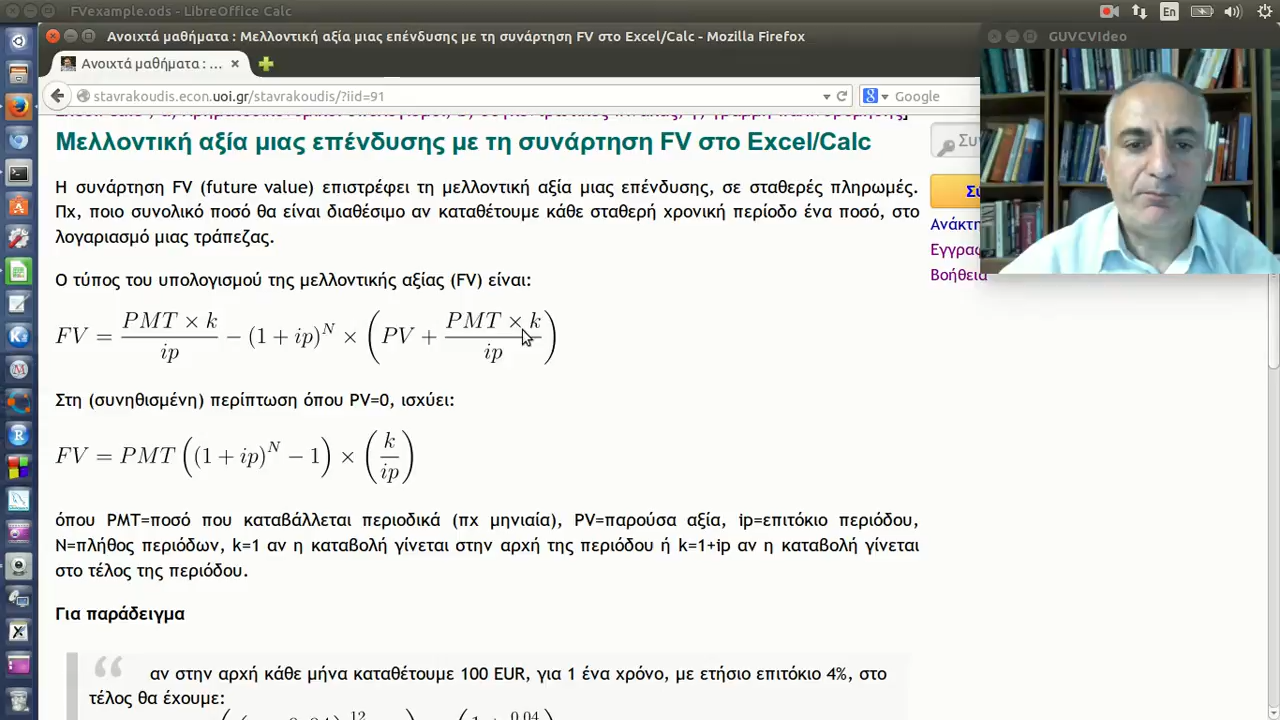 FVexample.ods - LibreOffice Calc
En
Ανοιχτά μαθήματα : Μελλοντική αξία μιας επένδυσης με τη συνάρτηση FV στο Excel/Calc - Mozilla Firefox
GUVCVideo
Ανοιχτά μαθήματα : ...
stavrakoudis.econ.uoi.gr/stavrakoudis/?iid=91
Google
Μελλοντική αξία μιας επένδυσης με τη συνάρτηση FV στο Excel/Calc
Η συνάρτηση FV (future value) επιστρέφει τη μελλοντική αξία μιας επένδυσης, σε σταθερές πληρωμές.
Πχ, ποιο συνολικό ποσό θα είναι διαθέσιμο αν καταθέτουμε κάθε σταθερή χρονική περίοδο ένα ποσό, στο
λογαριασμό μιας τράπεζας.
Ανάκτη
Εγγρας
Βοήθεια
Ο τύπος του υπολογισμού της μελλοντικής αξίας (FV) είναι:
FV = \frac{PMT × k}{ip} − (1 + ip)^N × (PV + \frac{PMT × k}{ip})
Στη (συνηθισμένη) περίπτωση όπου PV=0, ισχύει:
FV = PMT ((1 + ip)^N − 1) × (\frac{k}{ip})
όπου PMT=ποσό που καταβάλλεται περιοδικά (πχ μηνιαία), PV=παρούσα αξία, ip=επιτόκιο περιόδου,
N=πλήθος περιόδων, k=1 αν η καταβολή γίνεται στην αρχή της περιόδου ή k=1+ip αν η καταβολή γίνεται
στο τέλος της περιόδου.
Για παράδειγμα
αν στην αρχή κάθε μήνα καταθέτουμε 100 EUR, για 1 ένα χρόνο, με ετήσιο επιτόκιο 4%, στο
τέλος θα έχουμε: